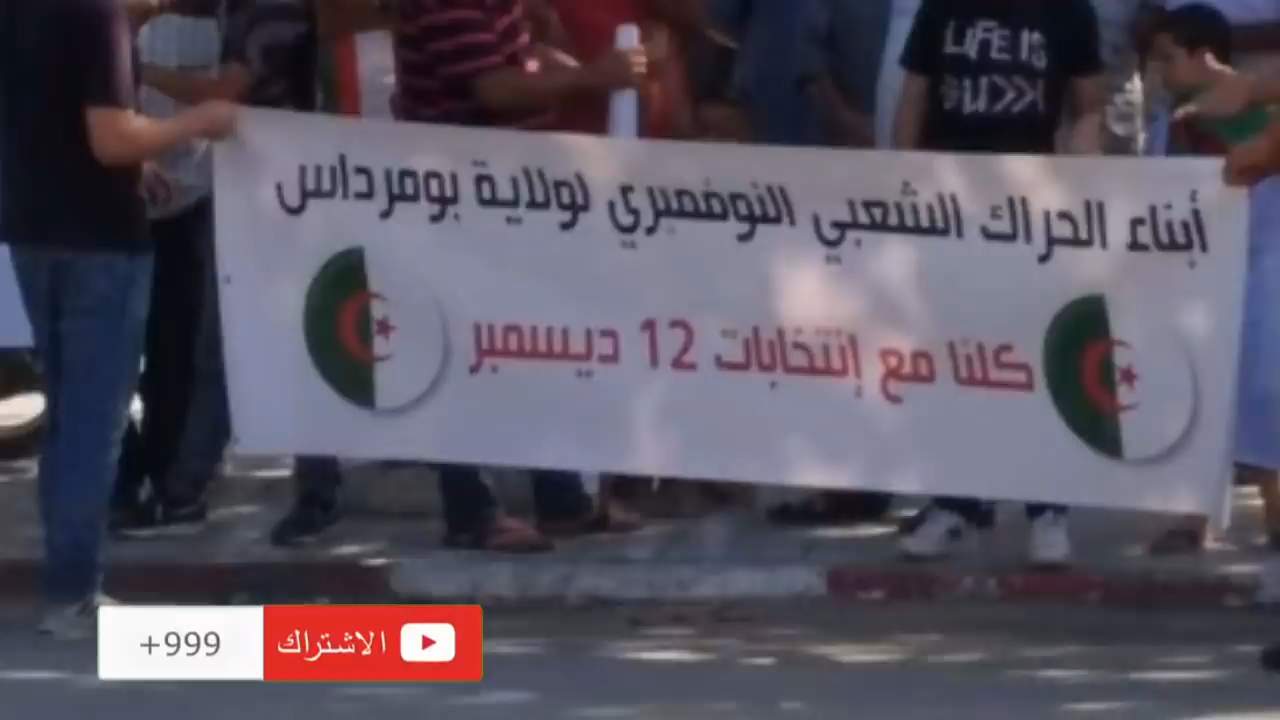 LIFE IS
أبناء الحراك الشعبي النوفمبري لولاية بومرداس
كلنا مع إنتخابات 12 ديسمبر
+999 الاشتراك